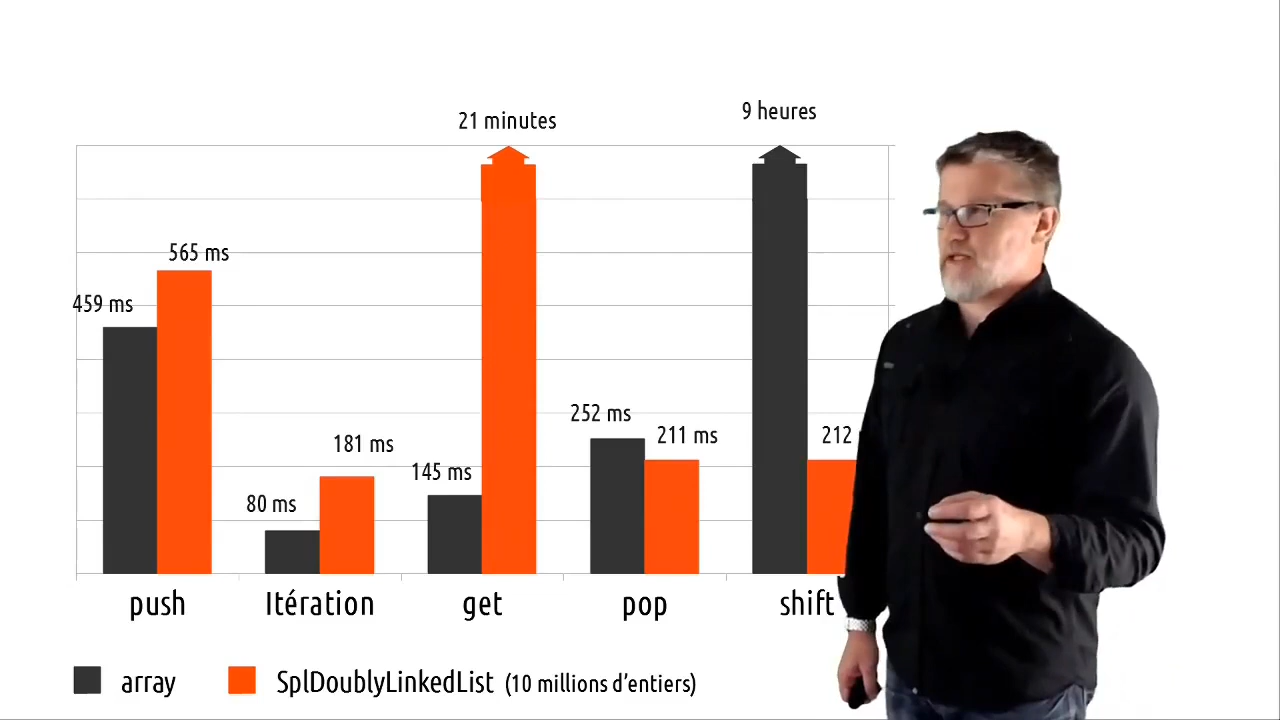 21 minutes
9 heures
565 ms
459 ms
252 ms
211 ms
212
181 ms
145 ms
80 ms
push
Itération
get
pop
shift
array
SplDoublyLinkedList (10 millions d'entiers)